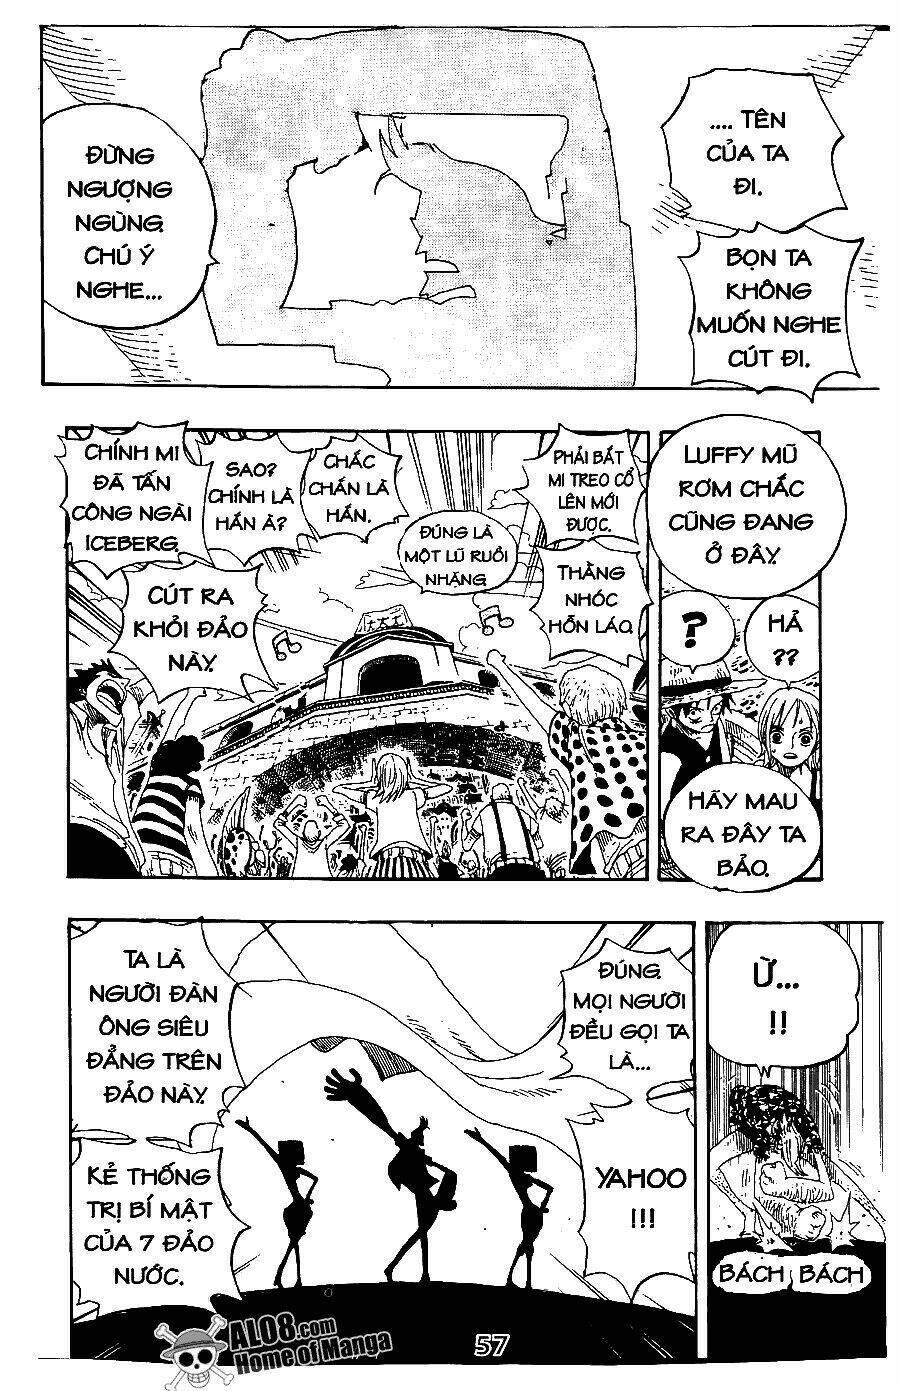 ĐỪNG
NGƯỢNG
NGÙNG.
CHÚ Ý
NGHE...
.... TÊN
CỦA TA
ĐI.
BỌN TA
KHÔNG
MUỐN NGHE
CÚT ĐI.
CHÍNH MI
ĐÃ TẤN
CÔNG NGÀI
ICEBERG.
SAO?
CHÍNH LÀ
HẮN À?
CHẮC
CHẮN LÀ
HẮN.
ĐÚNG LÀ
MỘT LŨ RUỒI
NHẶNG
PHẢI BẮT
MI TREO CỔ
LÊN MỚI
ĐƯỢC.
THẰNG
NHÓC
HỖN LÁO.
CÚT RA
KHỎI ĐẢO
NÀY.
LUFFY MŨ
RƠM CHẮC
CŨNG ĐANG
Ở ĐÂY.
?
HẢ
??
HÃY MAU
RA ĐÂY TA
BẢO.
TA LÀ
NGƯỜI ĐÀN
ÔNG SIÊU
ĐẲNG TRÊN
ĐẢO NÀY.
KẺ THỐNG
TRỊ BÍ MẬT
CỦA 7 ĐẢO
NƯỚC.
ĐÚNG.
MỌI NGƯỜI
ĐỀU GỌI TA
LÀ...
YAHOO
!!!
Ừ...
!!
BÁCH BÁCH
ALO8.com
Home of Manga
57